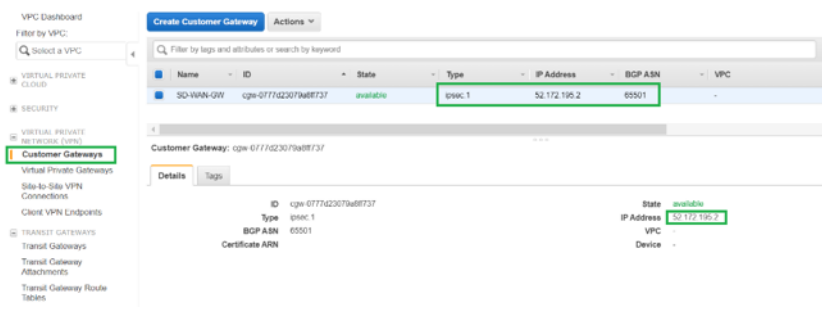 VPC Dashboard
Filter by VPC:
Select a VPC
VIRTUAL PRIVATE
CLOUD
SECURITY
VIRTUAL PRIVATE
NETWORK (VPN)
Customer Gateways
Virtual Private Gateways
Site-to-Site VPN
Connections
Client VPN Endpoints
TRANSIT GATEWAYS
Transit Gateways
Transit Gateway
Attachments
Transit Gateway Route
Tables
Create Customer Gateway Actions
Filter by tags and attributes or search by keyword
Name ID State Type IP Address BGP ASN VPC
SD-WAN-GW cgw-0777d23079a8ff737 available ipsec.1 52.172.195.2 65501 -
Customer Gateway: cgw-0777d23079a8ff737
Details Tags
ID cgw-0777d23079a8ff737 State available
Type ipsec.1 IP Address 52.172.195.2
BGP ASN 65501 VPC -
Certificate ARN Device -